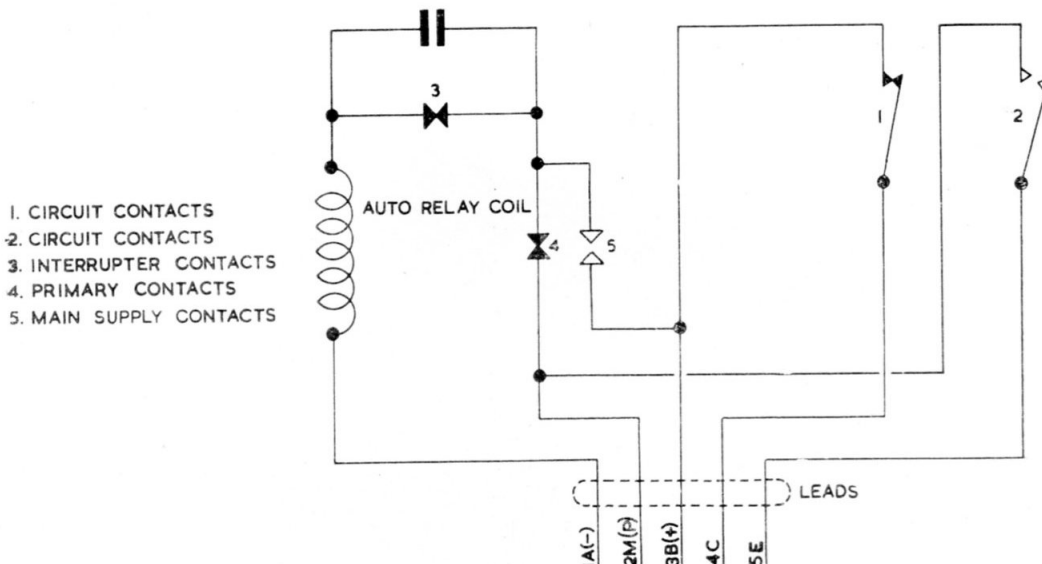 3
1
2
AUTO RELAY COIL
4
5
1. CIRCUIT CONTACTS
2. CIRCUIT CONTACTS
3. INTERRUPTER CONTACTS
4. PRIMARY CONTACTS
5. MAIN SUPPLY CONTACTS
LEADS
A(-)
2M(P)
3B(+)
4C
5E